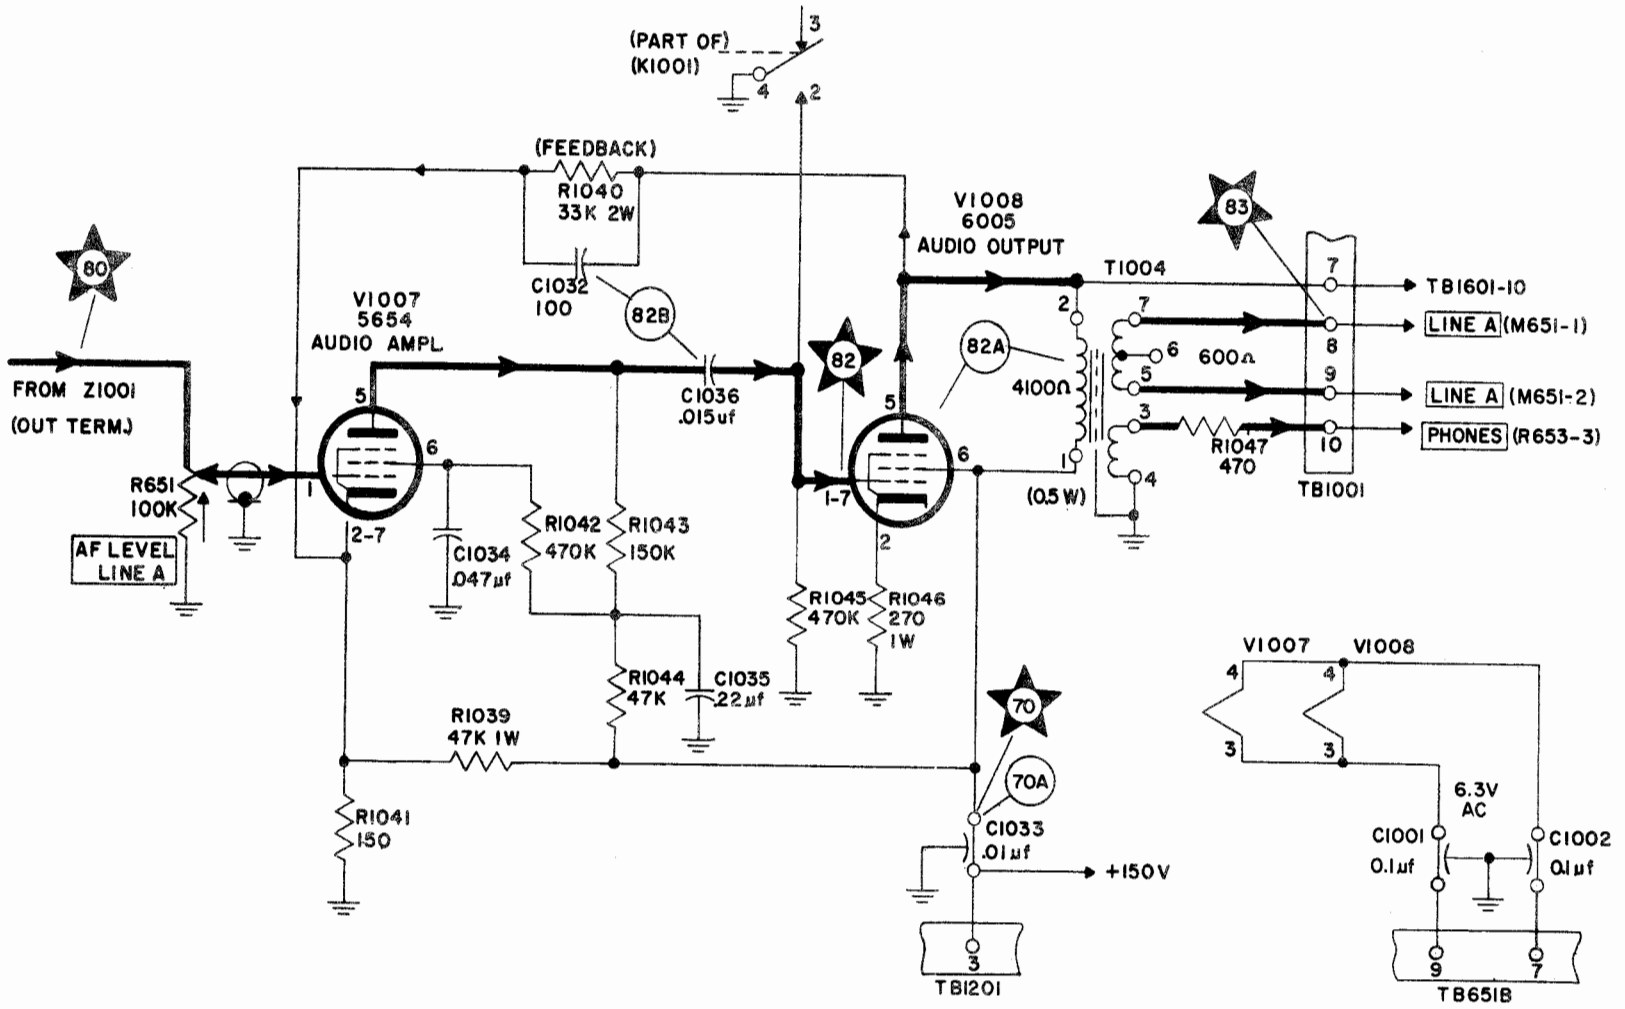 3
(PART OF)
(K1001)
4
2
(FEEDBACK)
R1040
33K 2W
C1032
100
82B
80
V1007
5654
AUDIO AMPL.
FROM Z1001
(OUT TERM.)
R651
100K
AF LEVEL
LINE A
1
5
6
2-7
C1036
.015uf
82
V1008
6005
AUDIO OUTPUT
82A
83
T1004
2
4100Ω
1
(0.5 W)
7
6
600Ω
5
3
4
R1047
470
7
8
9
10
TB1001
TB1601-10
LINE A (M651-1)
LINE A (M651-2)
PHONES (R653-3)
5
6
1-7
2
C1034
.047µf
R1042
470K
R1043
150K
R1045
470K
R1046
270
1W
R1044
47K
C1035
.22µf
R1039
47K 1W
R1041
150
70
70A
C1033
.01µf
+150V
3
TB1201
V1007
V1008
4
4
3
3
6.3V
AC
C1001
0.1µf
C1002
0.1µf
9
7
TB651B